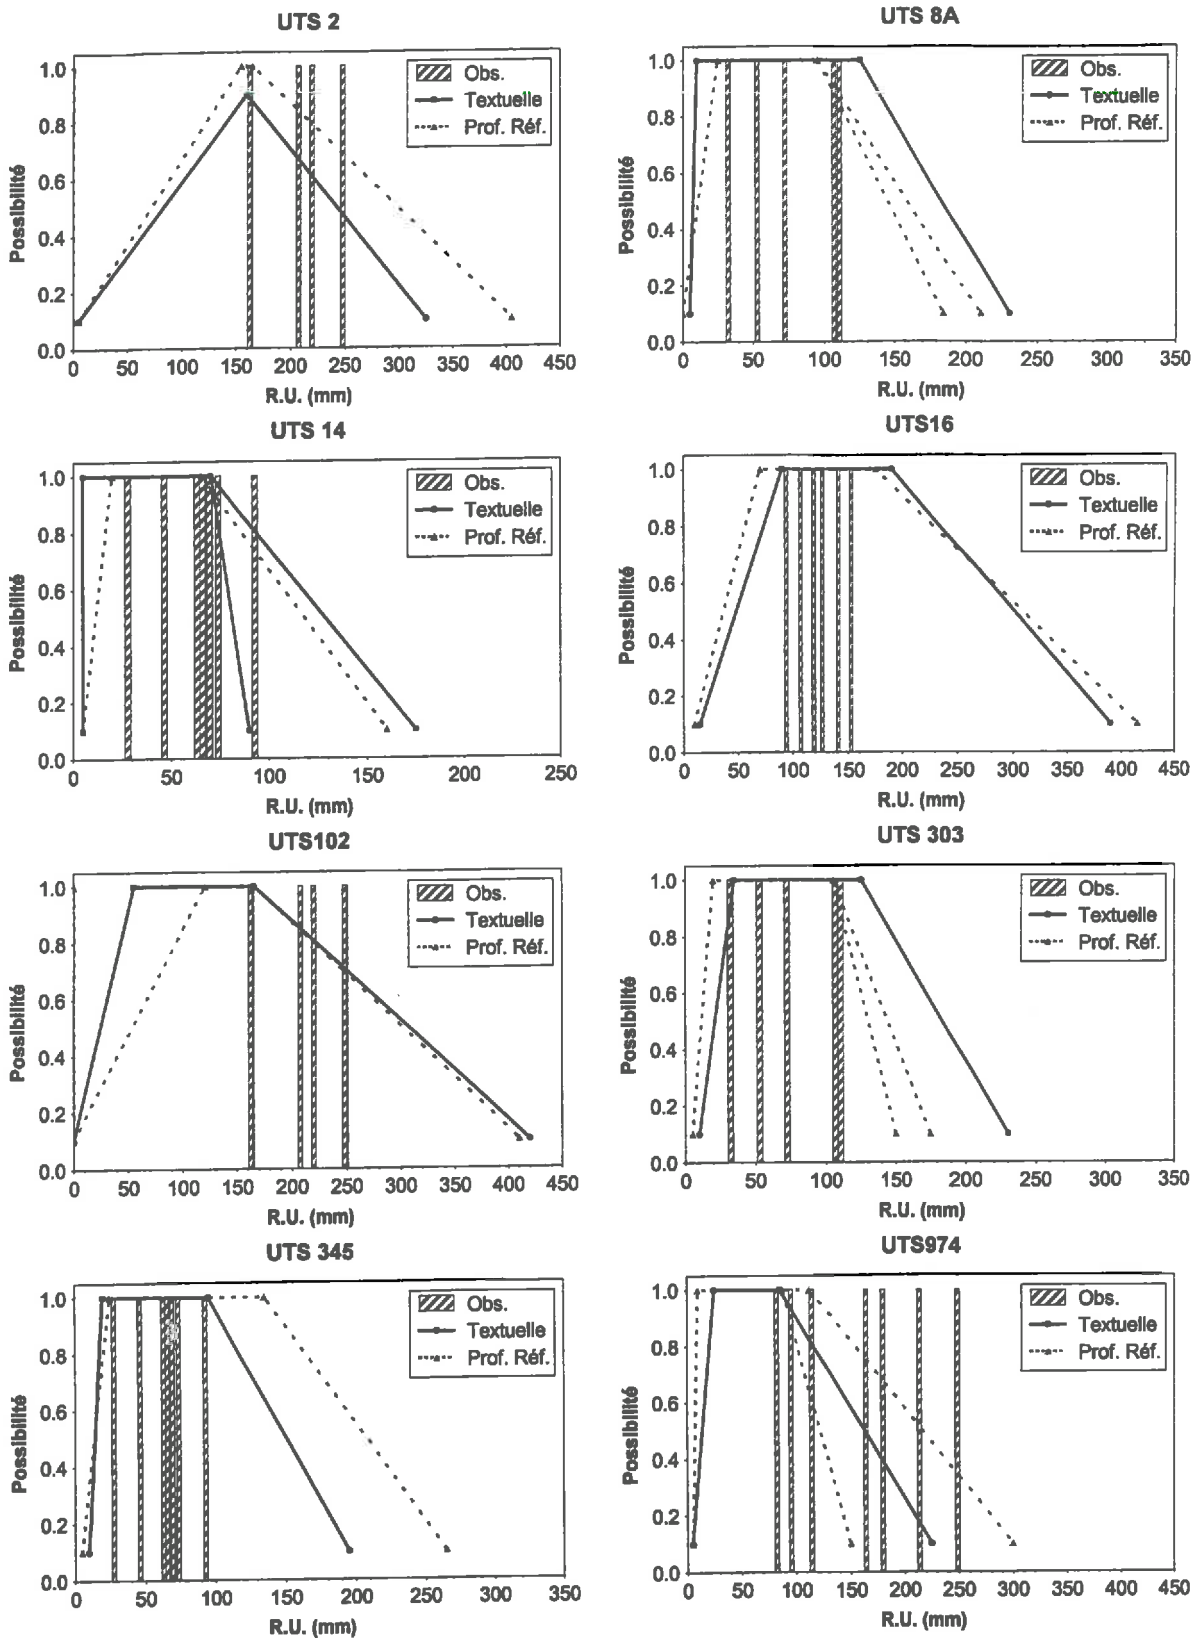 UTS 2
Possibilité
1.0
0.8
0.6
0.4
0.2
0.0
0 50 100 150 200 250 300 350 400 450
R.U. (mm)
Obs.
Textuelle
Prof. Réf.
UTS 8A
Possibilité
1.0
0.8
0.6
0.4
0.2
0.0
0 50 100 150 200 250 300 350
R.U. (mm)
Obs.
Textuelle
Prof. Réf.
UTS 14
Possibilité
1.0
0.8
0.6
0.4
0.2
0.0
0 50 100 150 200 250
R.U. (mm)
Obs.
Textuelle
Prof. Réf.
UTS16
Possibilité
1.0
0.8
0.6
0.4
0.2
0.0
0 50 100 150 200 250 300 350 400 450
R.U. (mm)
Obs.
Textuelle
Prof. Réf.
UTS102
Possibilité
1.0
0.8
0.6
0.4
0.2
0.0
0 50 100 150 200 250 300 350 400 450
R.U. (mm)
Obs.
Textuelle
Prof. Réf.
UTS 303
Possibilité
1.0
0.8
0.6
0.4
0.2
0.0
0 50 100 150 200 250 300 350
R.U. (mm)
Obs.
Textuelle
Prof. Réf.
UTS 345
Possibilité
1.0
0.8
0.6
0.4
0.2
0.0
0 50 100 150 200 250 300 350
R.U. (mm)
Obs.
Textuelle
Prof. Réf.
UTS974
Possibilité
1.0
0.8
0.6
0.4
0.2
0.0
0 50 100 150 200 250 300 350 400 450
R.U. (mm)
Obs.
Textuelle
Prof. Réf.